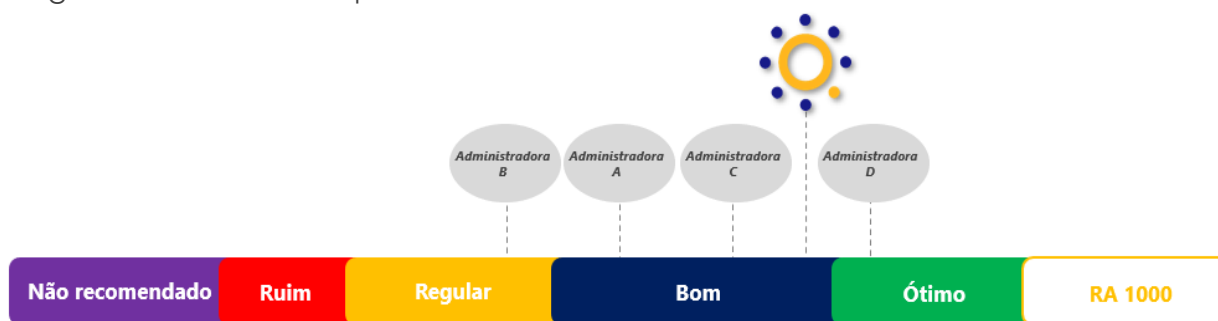 Administradora
B
Administradora
A
Administradora
C
Administradora
D
Não recomendado
Ruim
Regular
Bom
Ótimo
RA 1000